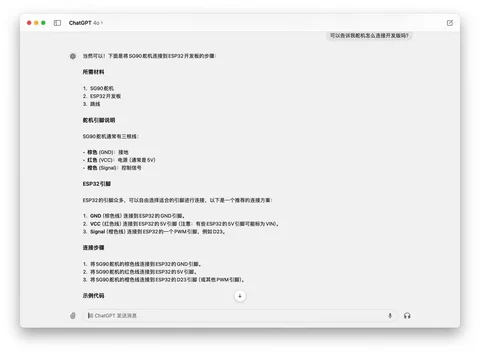 ChatGPT 4o >
可以告诉我舵机怎么连接开发版吗?
当然可以！下面是将SG90舵机连接到ESP32开发板的步骤：
所需材料
1. SG90舵机
2. ESP32开发板
3. 跳线
舵机引脚说明
SG90舵机通常有三根线：
- 棕色 (GND)：接地
- 红色 (VCC)：电源 (通常是5V)
- 橙色 (Signal)：控制信号
ESP32引脚
ESP32的引脚众多，可以自由选择适合的引脚进行连接。以下是一个推荐的连接方案：
1. GND (棕色线) 连接到ESP32的GND引脚。
2. VCC (红色线) 连接到ESP32的5V引脚 (注意：有些ESP32的5V引脚可能标为VIN)。
3. Signal (橙色线) 连接到ESP32的一个PWM引脚，例如D23。
连接步骤
1. 将SG90舵机的棕色线连接到ESP32的GND引脚。
2. 将SG90舵机的红色线连接到ESP32的5V引脚。
3. 将SG90舵机的橙色线连接到ESP32的D23引脚 (或其他PWM引脚)。
示例代码
给 ChatGPT 发送消息